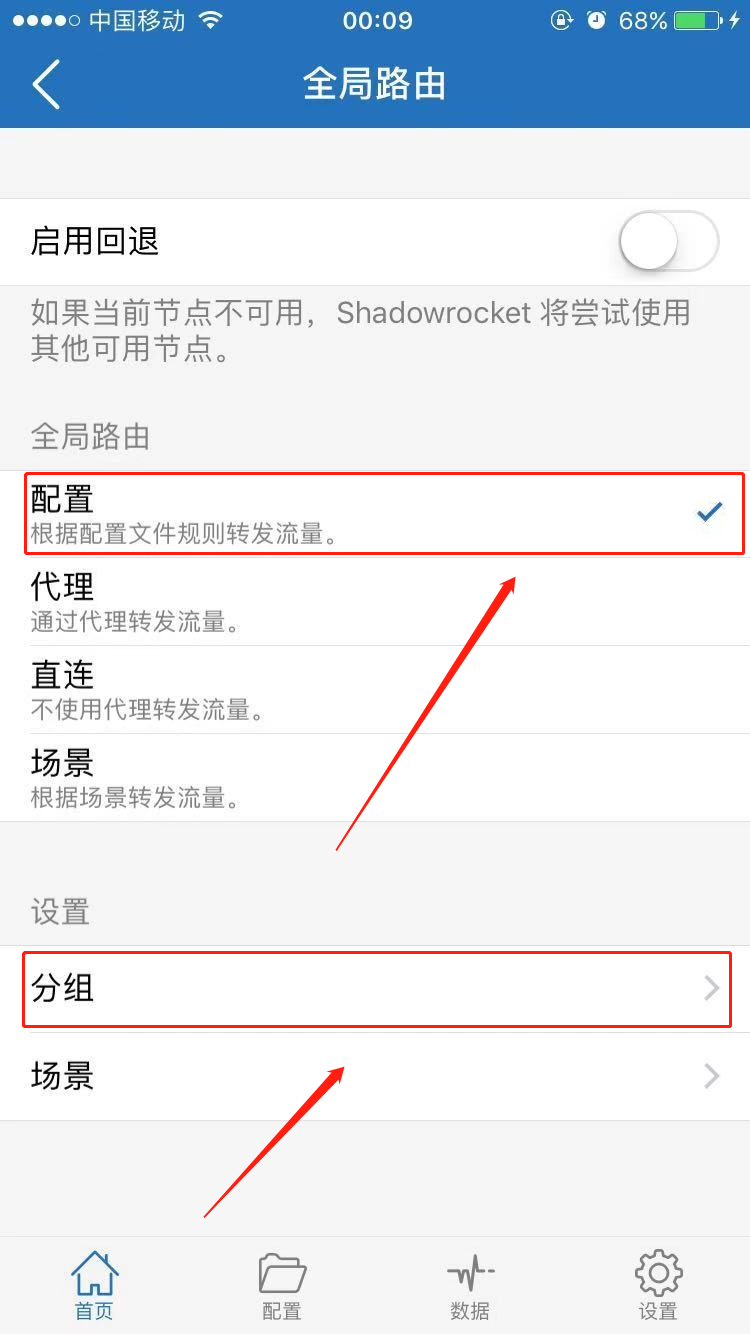 中国移动 00:09 68%
全局路由
启用回退
如果当前节点不可用，Shadowrocket 将尝试使用
其他可用节点。
全局路由
配置
根据配置文件规则转发流量。
代理
通过代理转发流量。
直连
不使用代理转发流量。
场景
根据场景转发流量。
设置
分组
场景
首页 配置 数据 设置